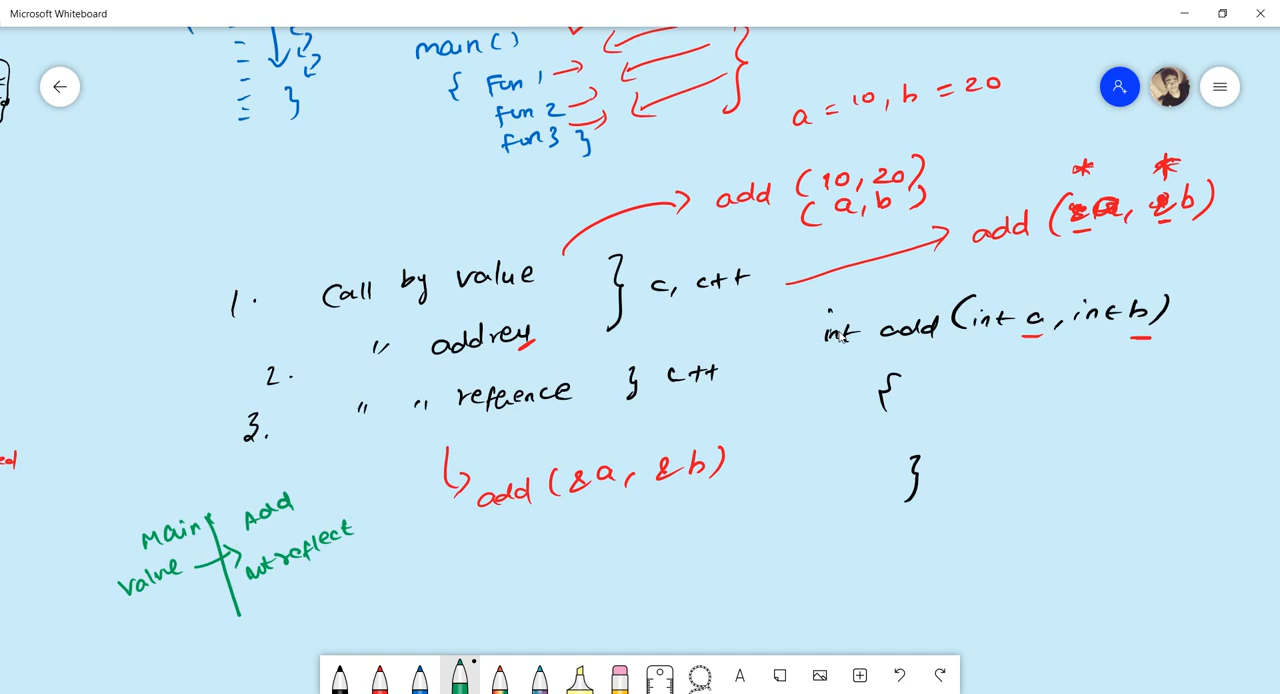 Microsoft Whiteboard
main()
{ Fun 1
fun 2
fun 3 }
a = 10, b = 20
add (10, 20)
(a, b)
* *
add (&a, &b)
1. Call by value } c, c++
2. " address
3. " " reference } c++
int add (int a, int b)
{
}
add (&a, &b)
Main Add
value not reflect
A